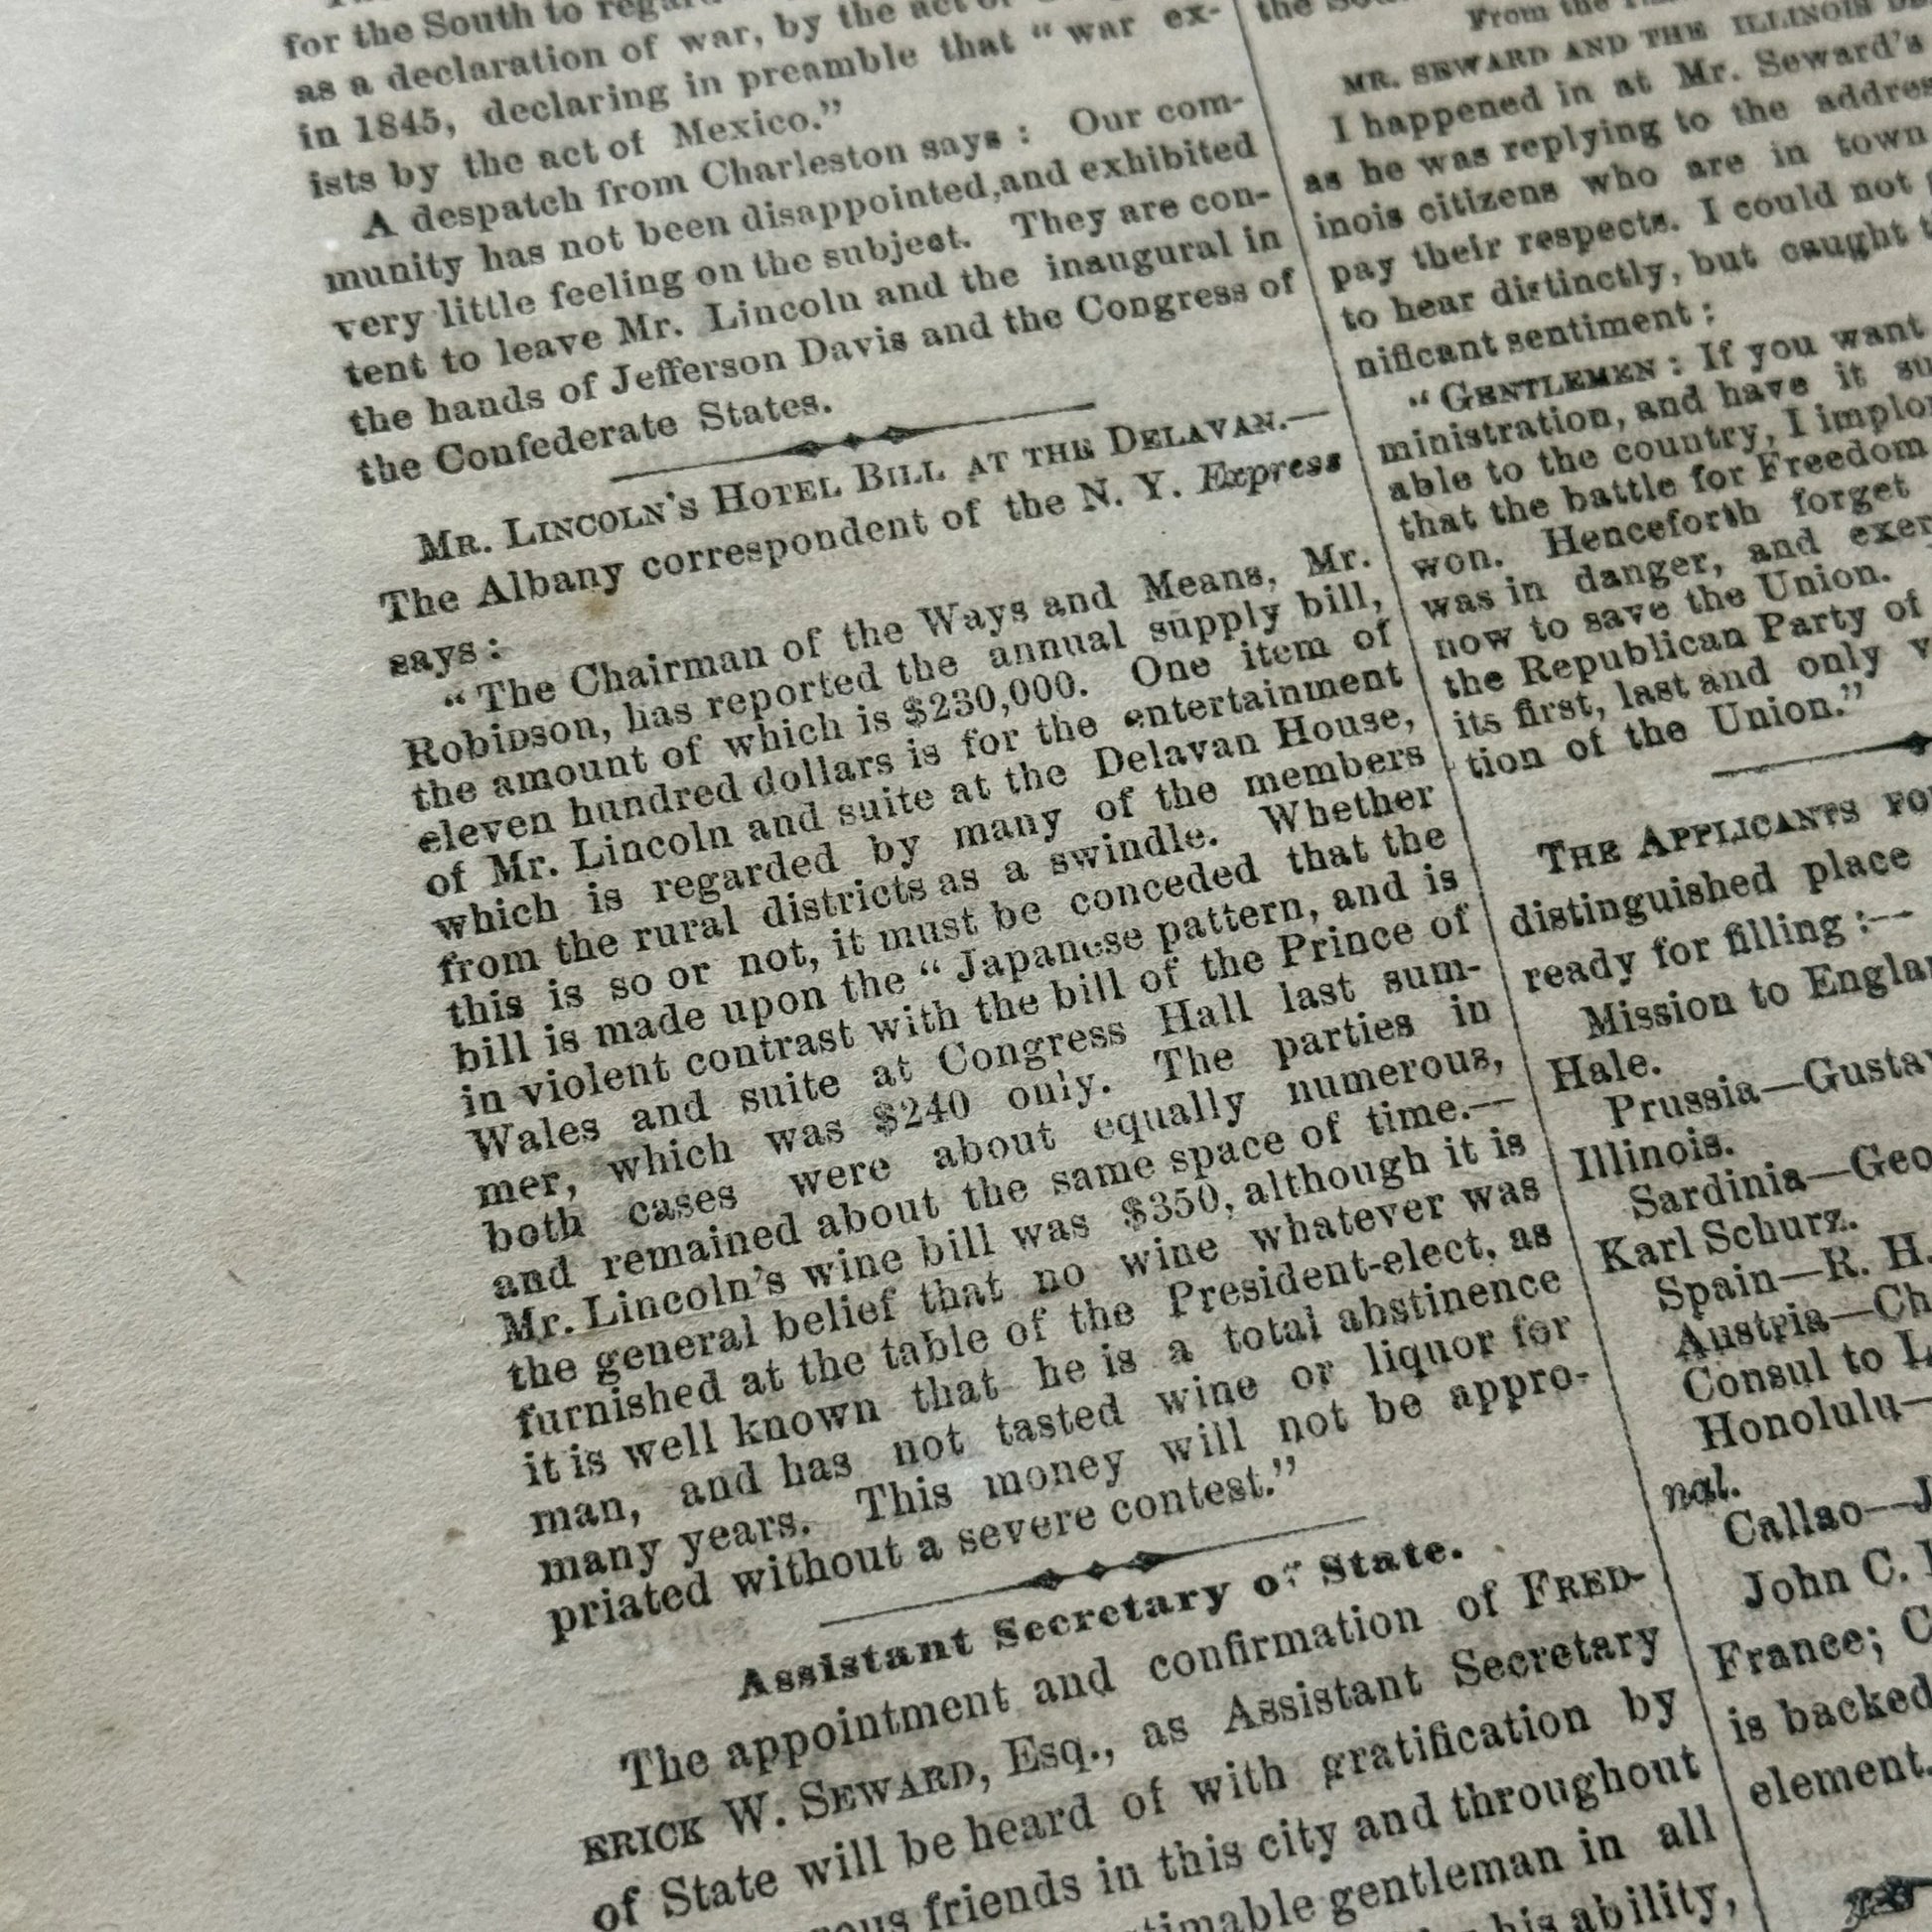 for the South to
as a declaration of war, by the act of
in 1845, declaring in preamble that "war ex-
ists by the act of Mexico."
A despatch from Charleston says : Our com-
munity has not been disappointed, and exhibited
very little feeling on the subject. They are con-
tent to leave Mr. Lincoln and the inaugural in
the hands of Jefferson Davis and the Congress of
the Confederate States.
MR. LINCOLN'S HOTEL BILL AT THE DELAVAN.—
The Albany correspondent of the N. Y. Express
says :
"The Chairman of the Ways and Means, Mr.
Robinson, has reported the annual supply bill,
the amount of which is $230,000. One item of
eleven hundred dollars is for the entertainment
of Mr. Lincoln and suite at the Delavan House,
which is regarded by many of the members
from the rural districts as a swindle. Whether
this is so or not, it must be conceded that the
bill is made upon the "Japanese pattern, and is
in violent contrast with the bill of the Prince of
Wales and suite at Congress Hall last sum-
mer, which was $240 only. The parties in
both cases were about equally numerous,
and remained about the same space of time.—
Mr. Lincoln's wine bill was $350, although it is
the general belief that no wine whatever was
furnished at the table of the President-elect, as
it is well known that he is a total abstinence
man, and has not tasted wine or liquor for
many years. This money will not be appro-
priated without a severe contest."
Assistant Secretary of State.
The appointment and confirmation of FRED-
ERICK W. SEWARD, Esq., as Assistant Secretary
of State will be heard of with gratification by
friends in this city and throughout
gentleman in all
his ability,
From the
MR. SEWARD AND THE ILLINOIS
I happened in at Mr. Seward's
as he was replying to the
inois citizens who are in town
pay their respects. I could not
to hear distinctly, but caught
nificant sentiment :
"GENTLEMEN : If you want
ministration, and have it
able to the country, I
that the battle for Freedom
won. Henceforth forget
was in danger, and
now to save the Union.
the Republican Party of
its first, last and only
tion of the Union."
THE APPLICANTS
distinguished place
ready for filling :—
Mission to
Hale.
Prussia—
Illinois.
Sardinia—
Karl Schurz.
Spain—R. H.
Austria—
Consul to
Honolulu—
nal.
Callao—
John C.
France;
is backed
element.